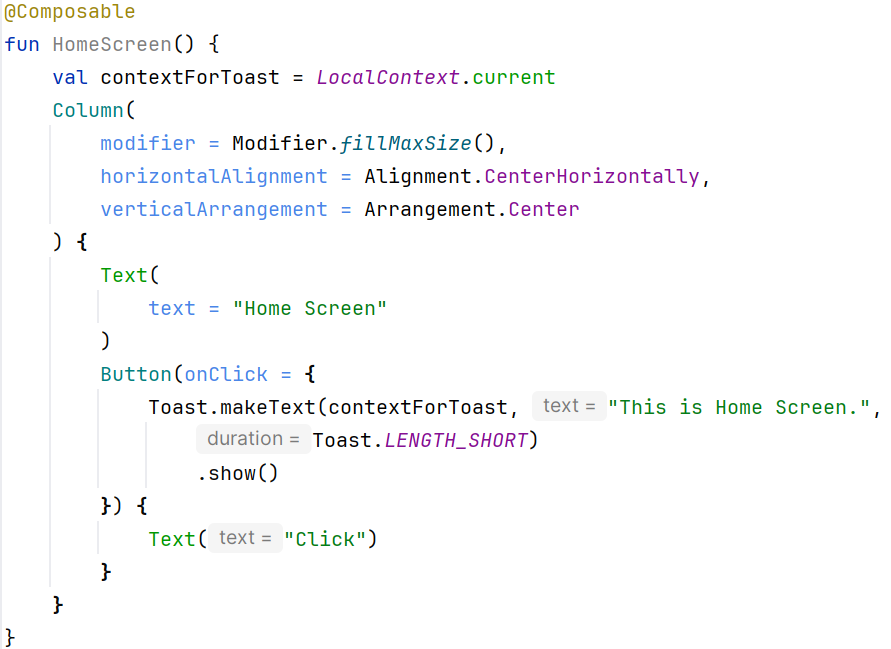 @Composable
fun HomeScreen() {
    val contextForToast = LocalContext.current
    Column(
        modifier = Modifier.fillMaxSize(),
        horizontalAlignment = Alignment.CenterHorizontally,
        verticalArrangement = Arrangement.Center
    ) {
        Text(
            text = "Home Screen"
        )
        Button(onClick = {
            Toast.makeText(contextForToast, text = "This is Home Screen.",
                duration = Toast.LENGTH_SHORT)
                .show()
        }) {
            Text( text = "Click")
        }
    }
}